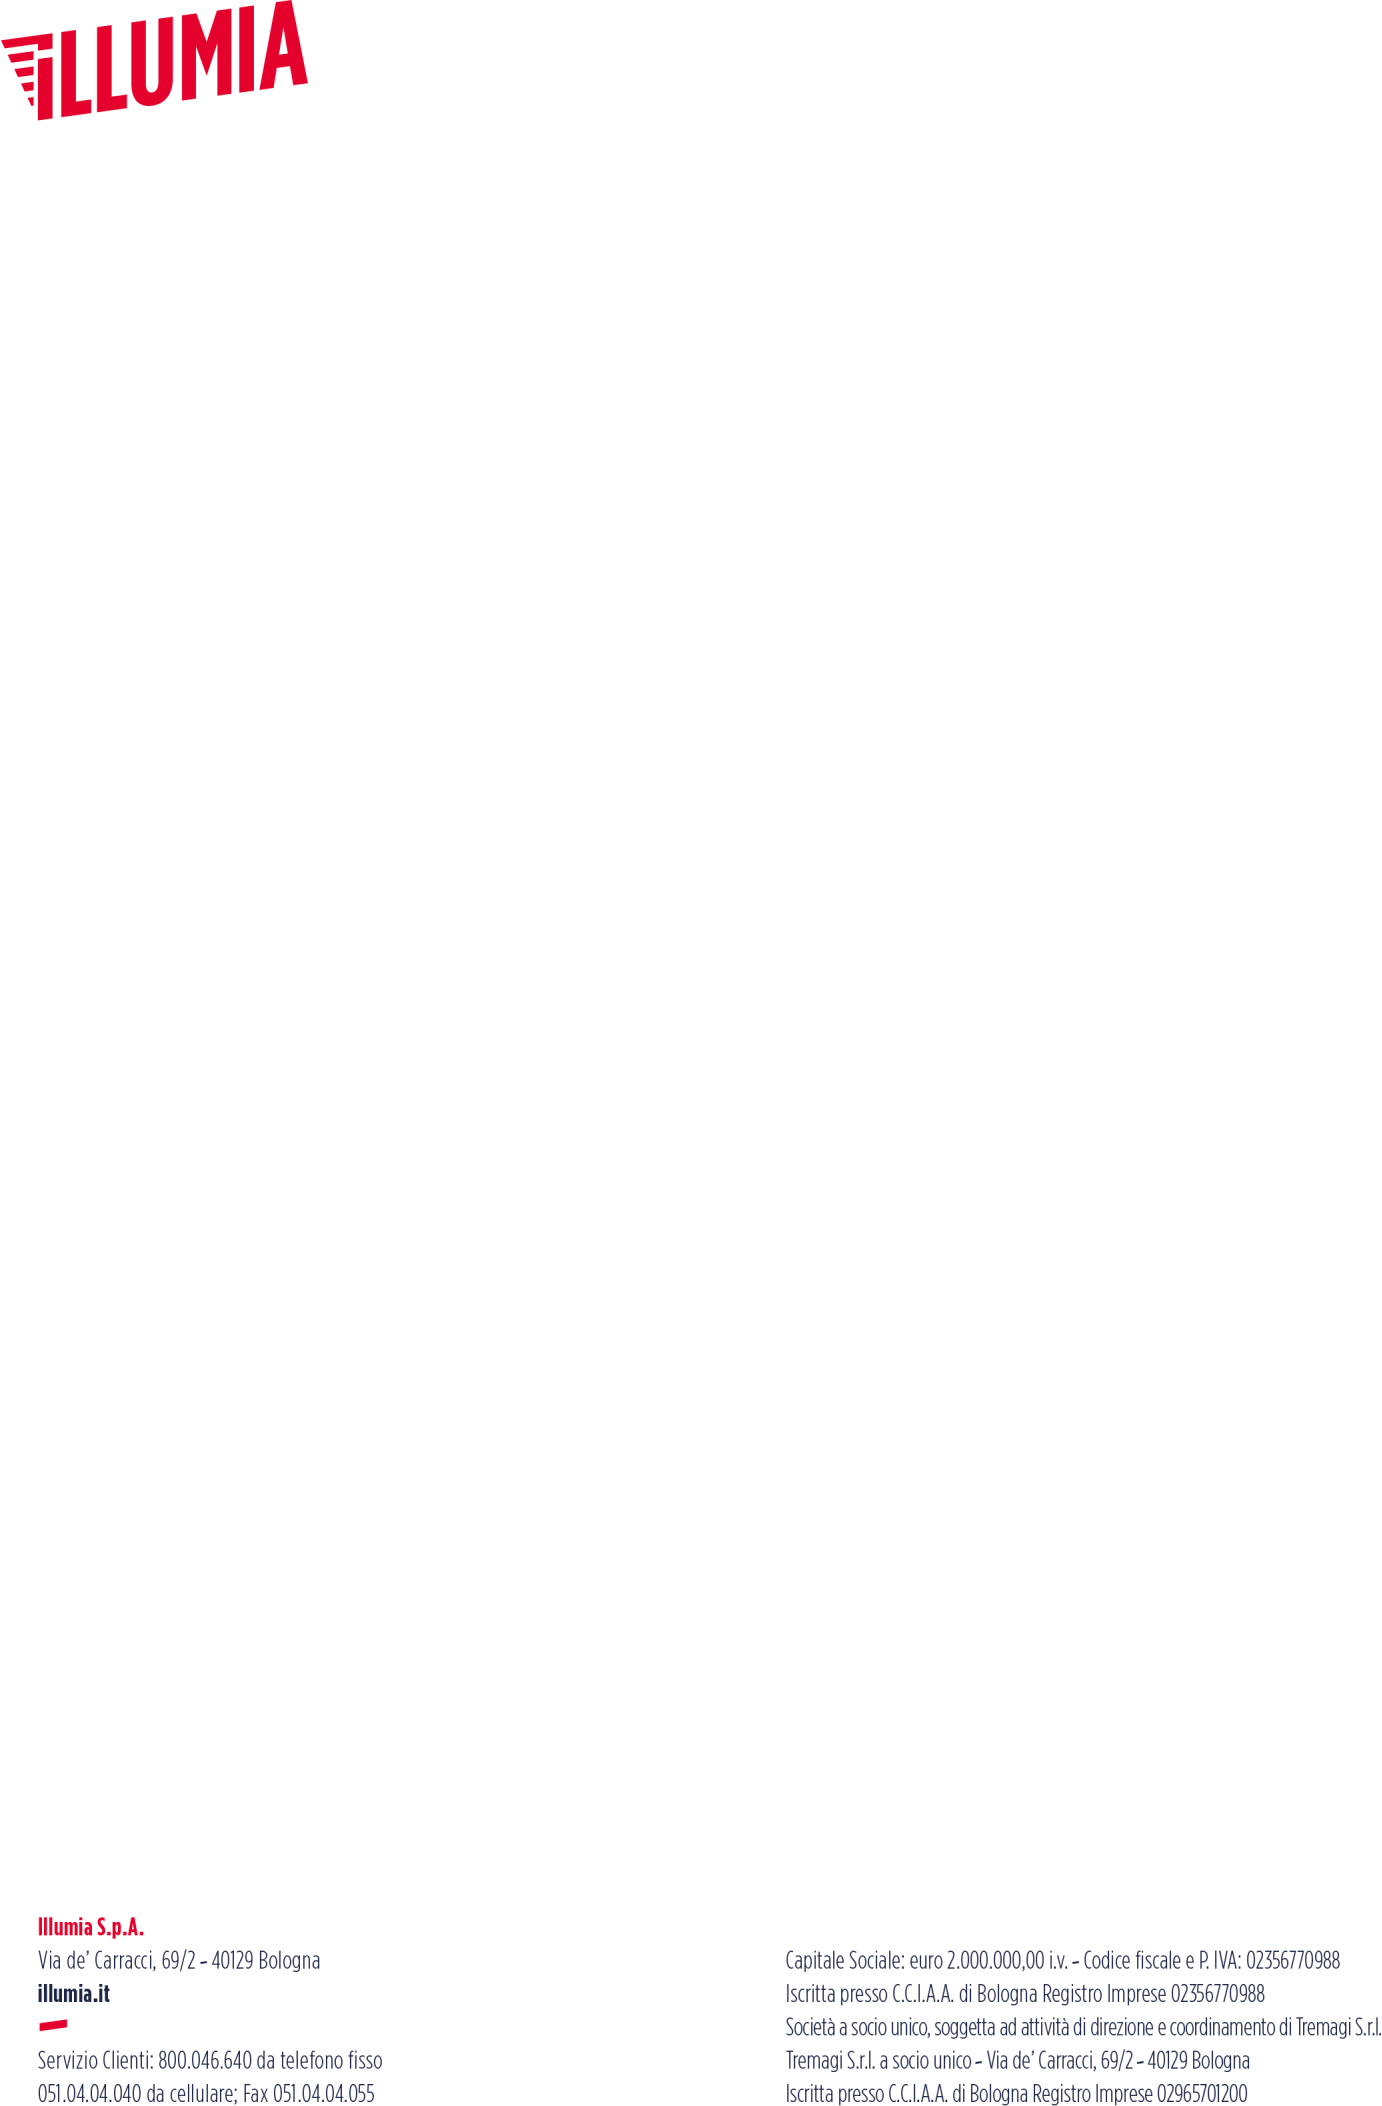 ILLUMIA
Illumia S.p.A.
Via de’ Carracci, 69/2 - 40129 Bologna
illumia.it
Servizio Clienti: 800.046.640 da telefono fisso
051.04.04.040 da cellulare; Fax 051.04.04.055
Capitale Sociale: euro 2.000.000,00 i.v. - Codice fiscale e P. IVA: 02356770988
Iscritta presso C.C.I.A.A. di Bologna Registro Imprese 02356770988
Società a socio unico, soggetta ad attività di direzione e coordinamento di Tremagi S.r.l.
Tremagi S.r.l. a socio unico - Via de’ Carracci, 69/2 - 40129 Bologna
Iscritta presso C.C.I.A.A. di Bologna Registro Imprese 02965701200